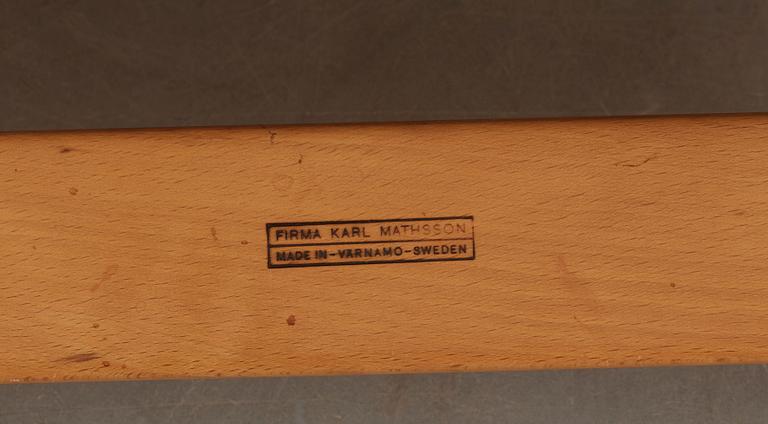 FIRMA KARL MATHSSON
MADE IN-VÄRNAMO-SWEDEN